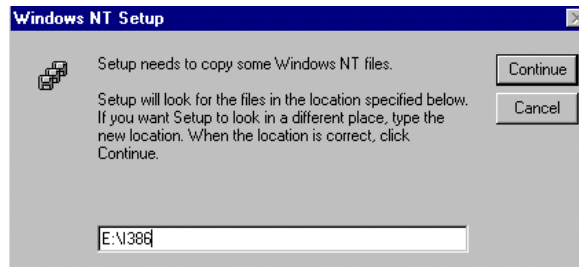 Windows NT Setup
Setup needs to copy some Windows NT files.
Continue
Setup will look for the files in the location specified below.
If you want Setup to look in a different place, type the
new location. When the location is correct, click
Continue.
Cancel
E:\I386